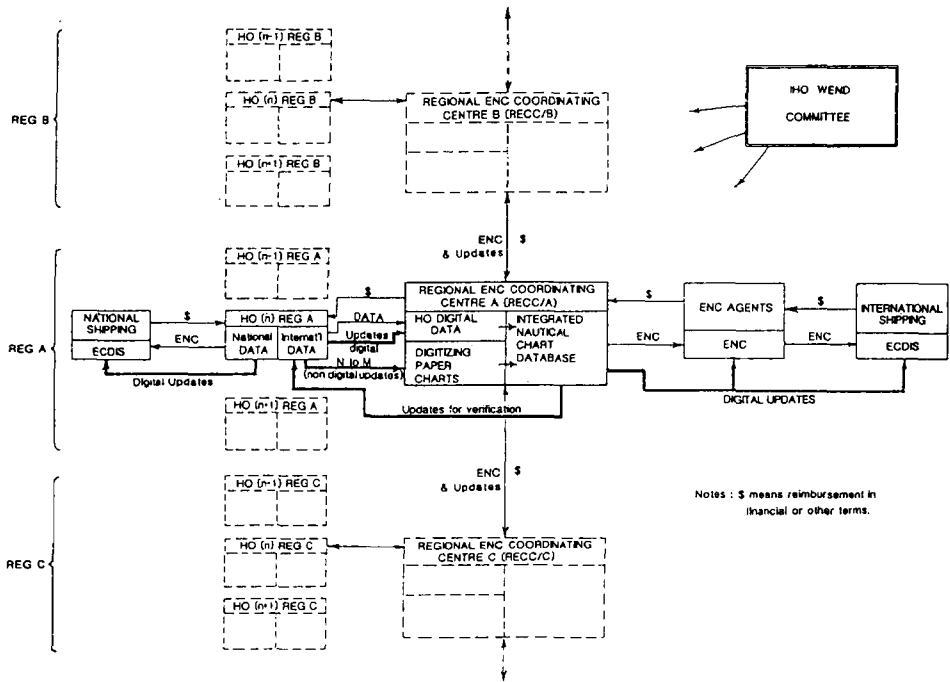 HO (n-1) REG B
REG B
HO (n) REG B
HO (n+1) REG B
REGIONAL ENC COORDINATING
CENTRE B (RECC/B)
IHO WEND
COMMITTEE
ENC $
& Updates
REG A
HO (n-1) REG A
NATIONAL
SHIPPING
ECDIS
$
ENC
Digital Updates
HO (n) REG A
National
DATA
Internat'l
DATA
$
DATA
Updates
digital
N to M
(non digital updates)
REGIONAL ENC COORDINATING
CENTRE A (RECC/A)
HO DIGITAL
DATA
DIGITIZING
PAPER
CHARTS
INTEGRATED
NAUTICAL
CHART
DATABASE
$
ENC
ENC AGENTS
ENC
$
ENC
INTERNATIONAL
SHIPPING
ECDIS
DIGITAL UPDATES
Updates for verification
HO (n+1) REG A
ENC $
& Updates
Notes : $ means reimbursement in
financial or other terms.
REG C
HO (n-1) REG C
HO (n) REG C
HO (n+1) REG C
REGIONAL ENC COORDINATING
CENTRE C (RECC/C)